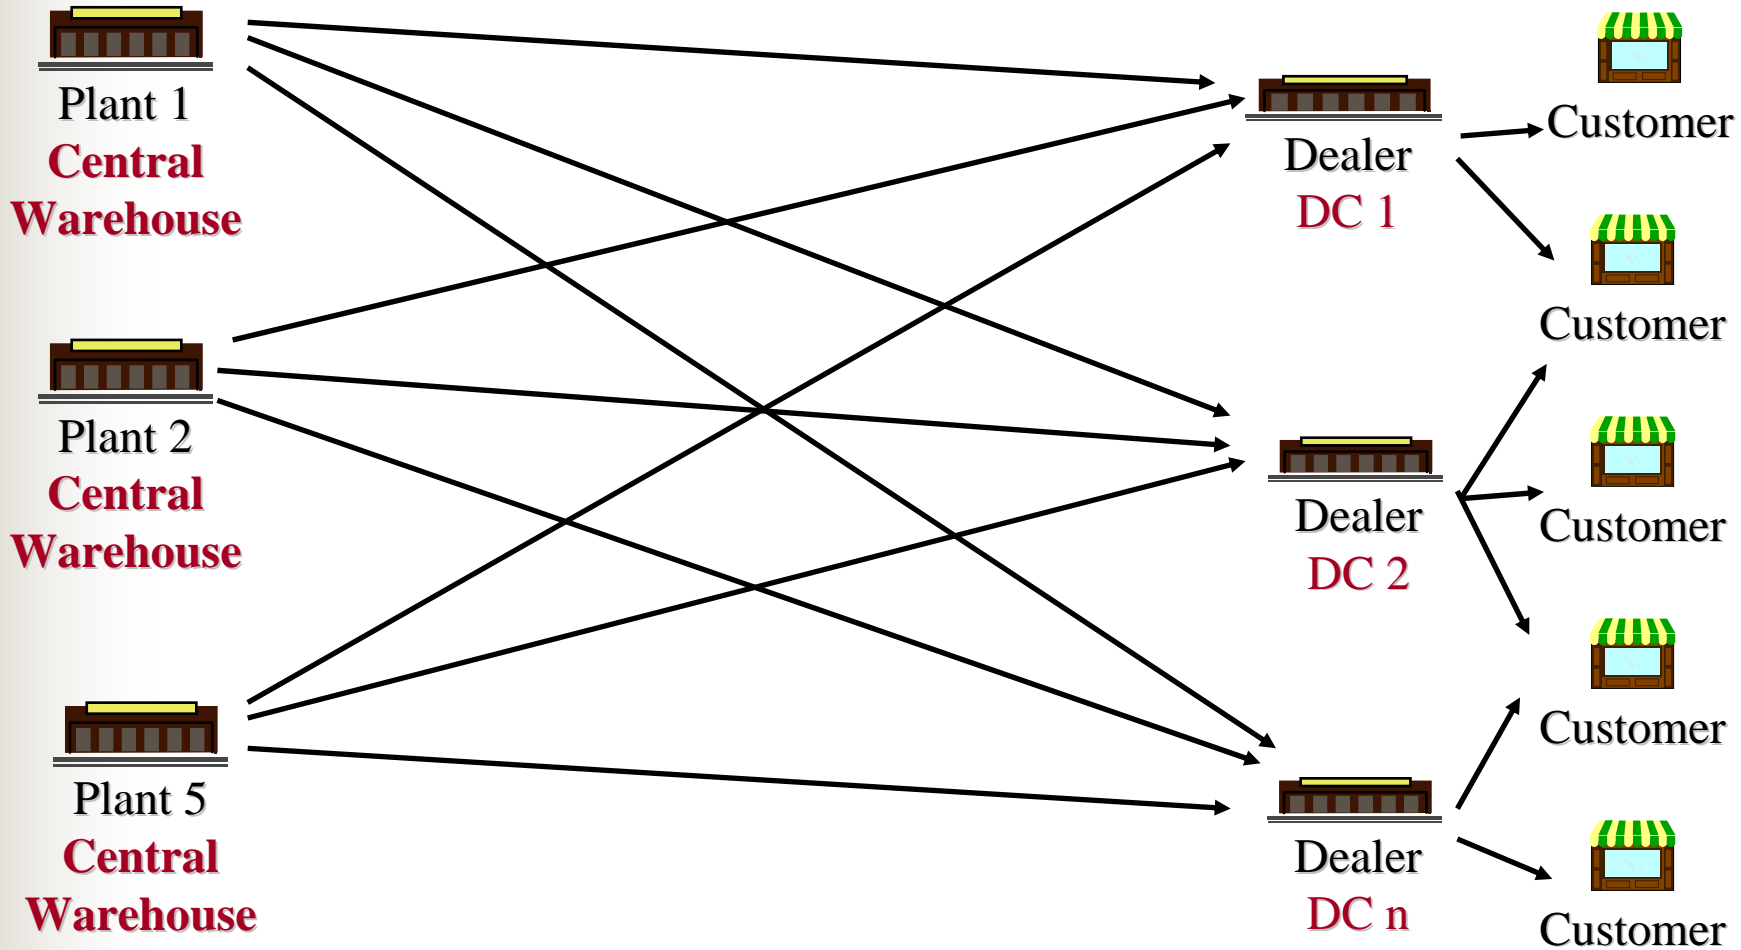 Plant 1
Central
Warehouse
Plant 2
Central
Warehouse
Plant 5
Central
Warehouse
Dealer
DC 1
Dealer
DC 2
Dealer
DC n
Customer
Customer
Customer
Customer
Customer